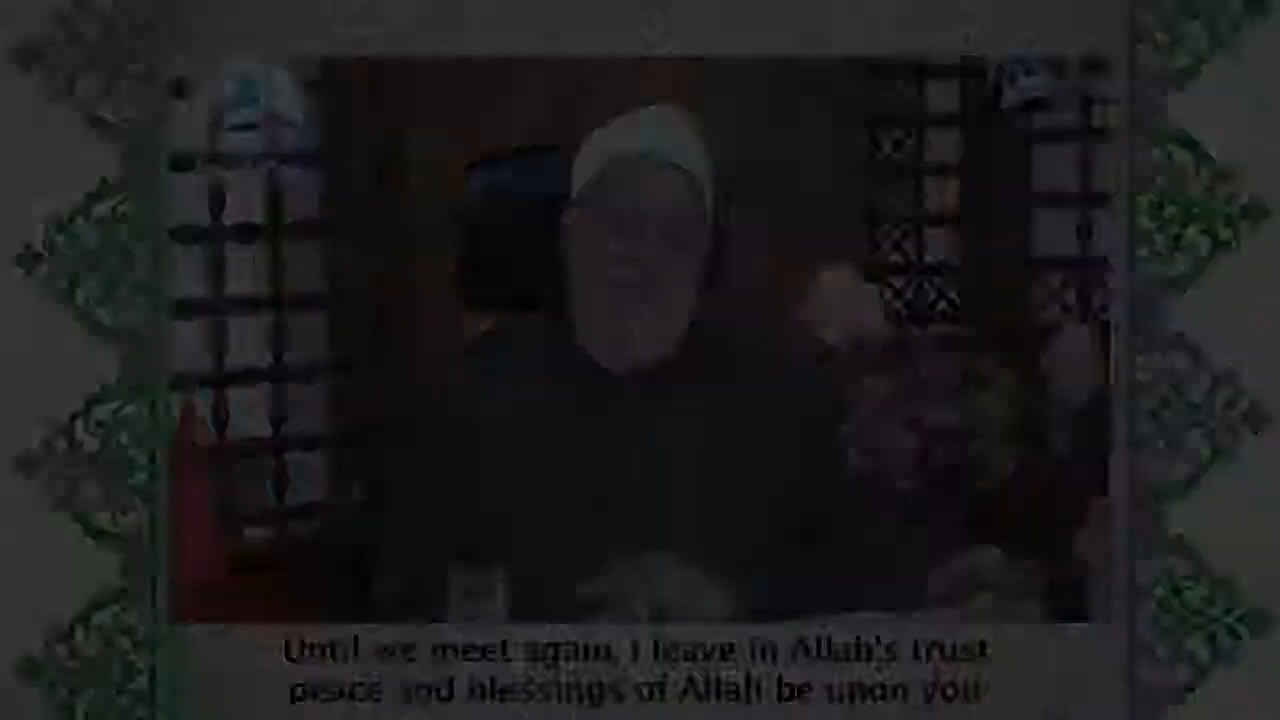 Until we meet again, I leave in Allah's trust
peace and blessings of Allah be upon you